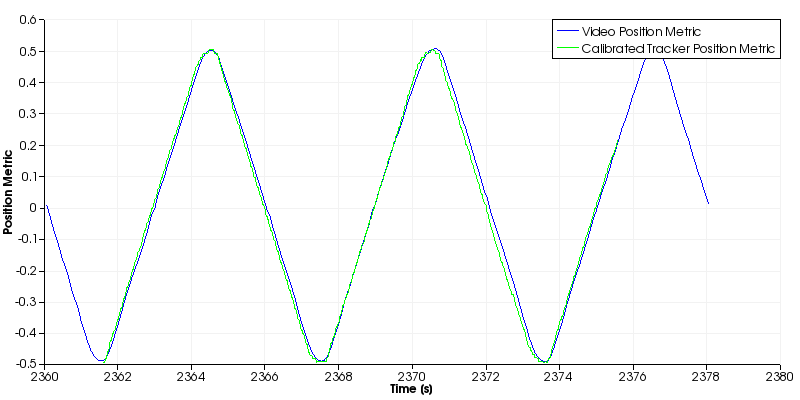 0.6
Video Position Metric
Calibrated Tracker Position Metric
0.5
0.4
0.3
0.2
0.1
0
-0.1
-0.2
-0.3
-0.4
-0.5
Position Metric
2360 2362 2364 2366 2368 2370 2372 2374 2376 2378 2380
Time (s)